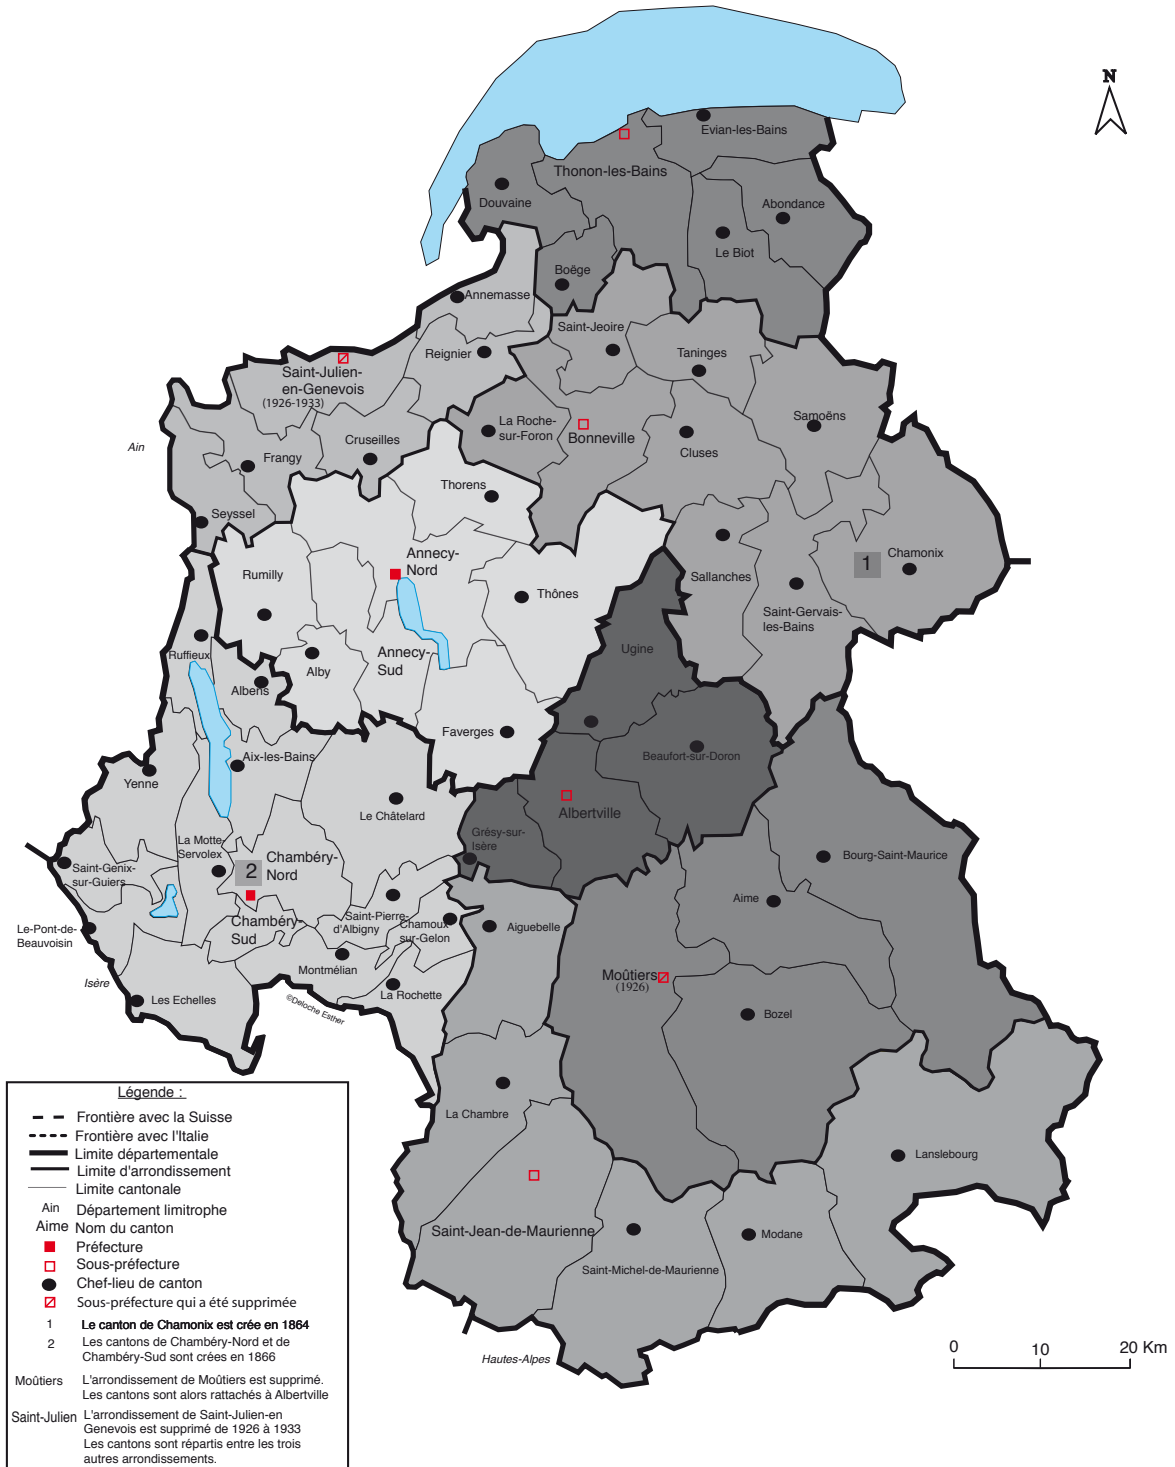 N
Evian-les-Bains
Thonon-les-Bains
Douvaine
Abondance
Le Biot
Boëge
Annemasse
Saint-Jeoire
Reignier
Taninges
Saint-Julien-
en-Genevois
(1926-1933)
La Roche-
sur-Foron
Samoëns
Bonneville
Cruseilles
Ain
Cluses
Frangy
Thorens
Seyssel
Annecy-
Nord
Chamonix
1
Rumilly
Sallanches
Thônes
Saint-Gervais-
les-Bains
Ugine
Ruffieux
Annecy-
Sud
Alby
Albens
Faverges
Aix-les-Bains
Beaufort-sur-Doron
Yenne
Le Châtelard
Albertville
Grésy-sur-
Isère
La Motte-
Servolex
Chambéry-
Nord
2
Bourg-Saint-Maurice
Saint-Genix-
sur-Guiers
Aime
Saint-Pierre-
d'Albigny
Chambéry-
Sud
Chamoux-
sur-Gelon
Aiguebelle
Le-Pont-de-
Beauvoisin
Montmélian
Moûtiers
(1926)
Isère
La Rochette
Les Echelles
©Deloche Esther
Bozel
La Chambre
Lanslebourg
Saint-Jean-de-Maurienne
Modane
Saint-Michel-de-Maurienne
Hautes-Alpes
0 10 20 Km
Légende :
Frontière avec la Suisse
Frontière avec l'Italie
Limite départementale
Limite d'arrondissement
Limite cantonale
Ain Département limitrophe
Aime Nom du canton
Préfecture
Sous-préfecture
Chef-lieu de canton
Sous-préfecture qui a été supprimée
1 Le canton de Chamonix est crée en 1864
2 Les cantons de Chambéry-Nord et de
Chambéry-Sud sont crées en 1866
Moûtiers L'arrondissement de Moûtiers est supprimé.
Les cantons sont alors rattachés à Albertville
Saint-Julien L'arrondissement de Saint-Julien-en
Genevois est supprimé de 1926 à 1933
Les cantons sont répartis entre les trois
autres arrondissements.